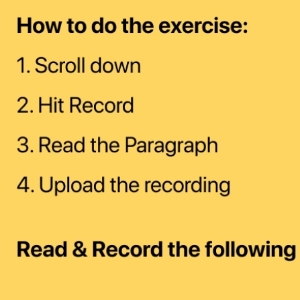 How to do the exercise:
1. Scroll down
2. Hit Record
3. Read the Paragraph
4. Upload the recording
Read & Record the following